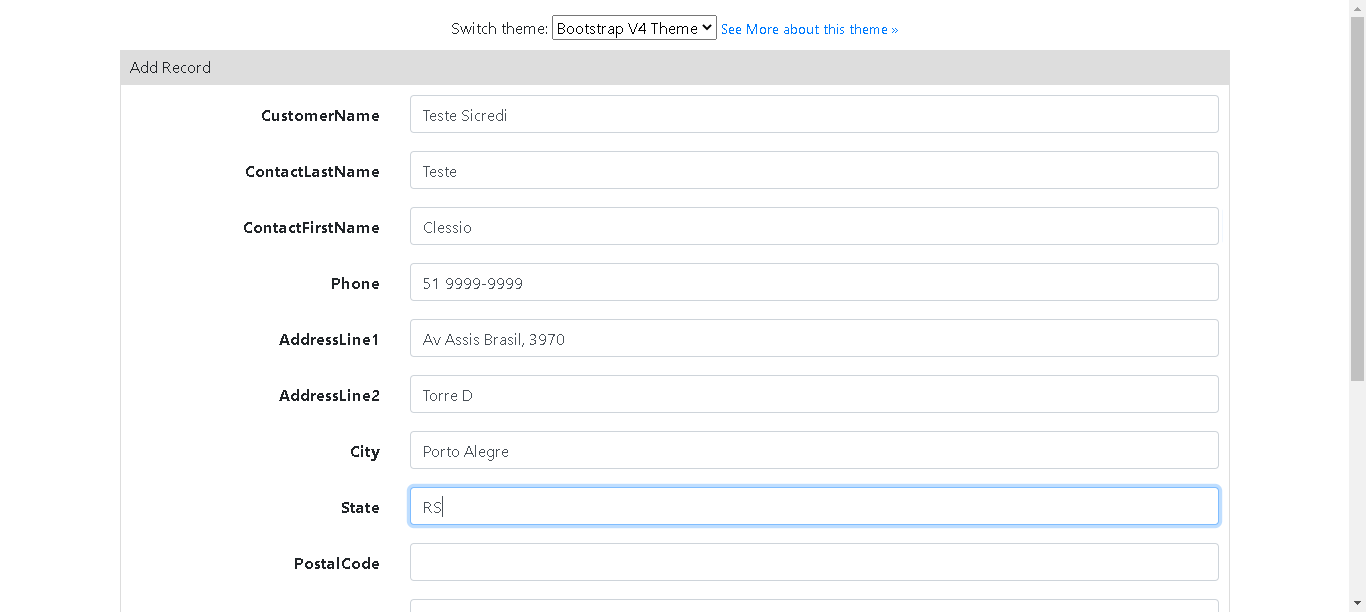 Switch theme: Bootstrap V4 Theme See More about this theme »
Add Record
CustomerName Teste Sicredi
ContactLastName Teste
ContactFirstName Clessio
Phone 51 9999-9999
AddressLine1 Av Assis Brasil, 3970
AddressLine2 Torre D
City Porto Alegre
State RS
PostalCode